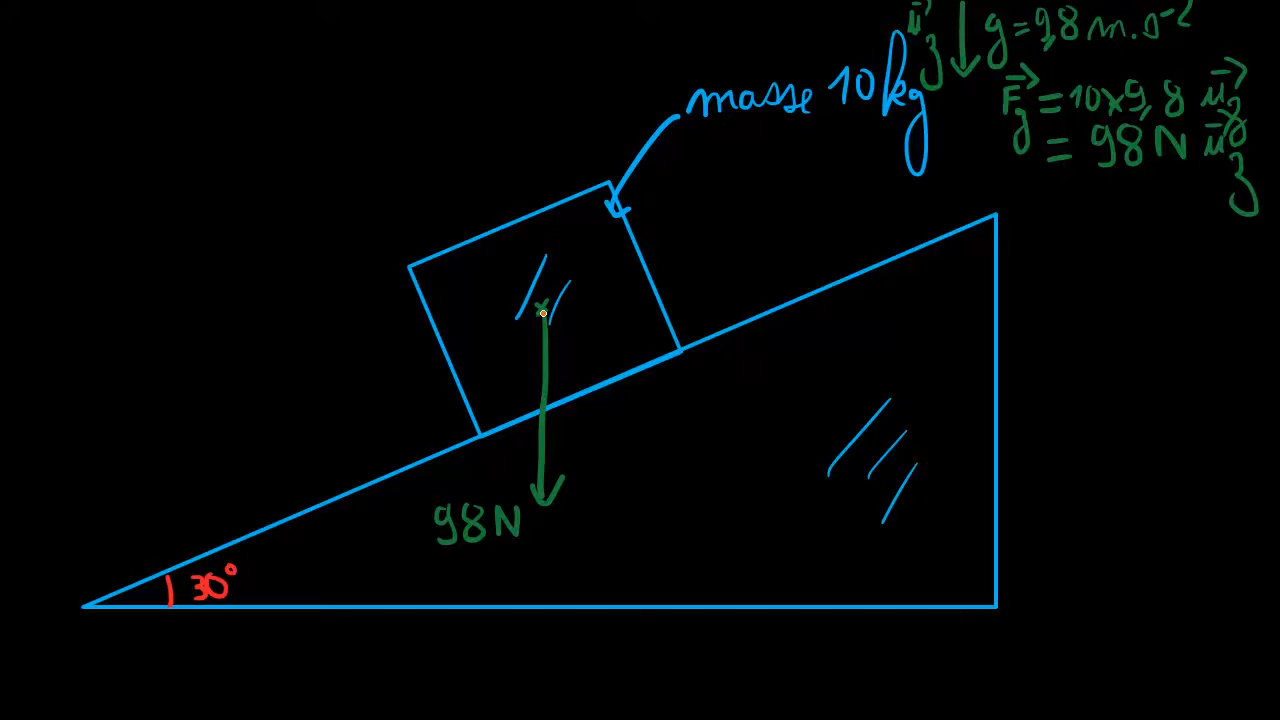 u⃗z g = 9,8 m.s⁻²
masse 10 kg
F⃗g = 10×9,8 u⃗z
= 98 N u⃗z
98 N
30°